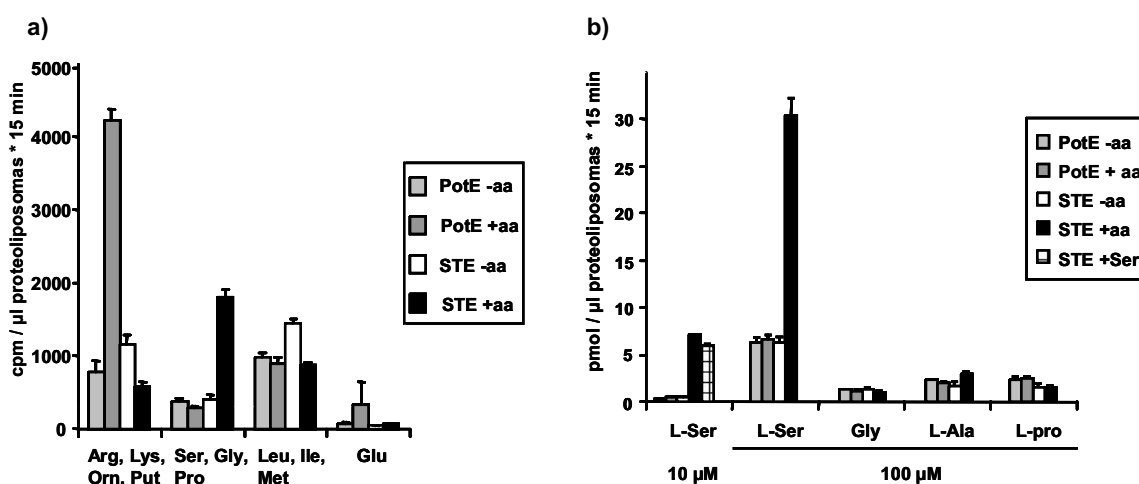 a)
cpm / µl proteoliposomas * 15 min
5000
4000
3000
2000
1000
0
Arg, Lys, Orn, Put
Ser, Gly, Pro
Leu, Ile, Met
Glu
PotE -aa
PotE +aa
STE -aa
STE +aa
b)
pmol / µl proteoliposomas * 15 min
30
25
20
15
10
5
0
L-Ser
L-Ser
Gly
L-Ala
L-pro
10 µM
100 µM
PotE -aa
PotE + aa
STE -aa
STE +aa
STE +Ser